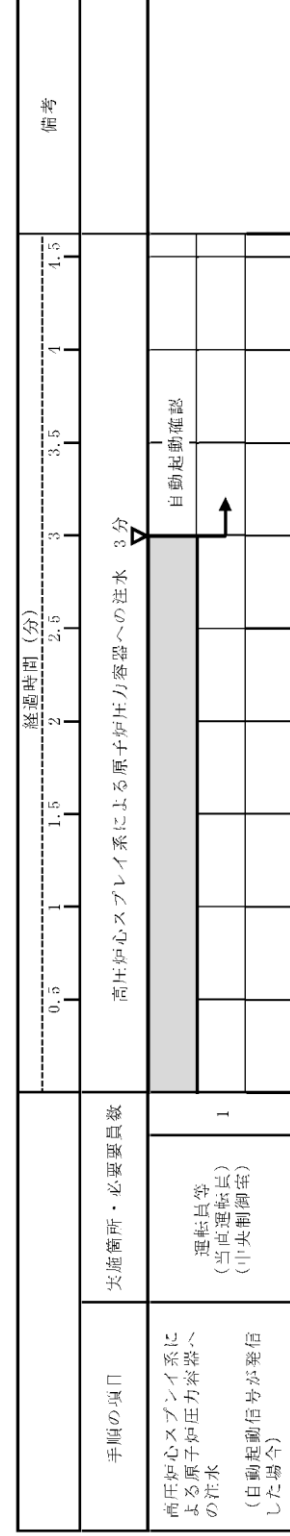 経過時間（分）
備考
0.5 1 1.5 2 2.5 3 3.5 4 4.5
手順の項目
実施箇所・必要要員数
高圧炉心スプレイ系による原子炉圧力容器への注水 3分
高圧炉心スプレイ系に
よる原子炉圧力容器へ
の注水
（自動起動信号が発信
した場合）
運転員等
（当直運転員）
（中央制御室）
1
自動起動確認